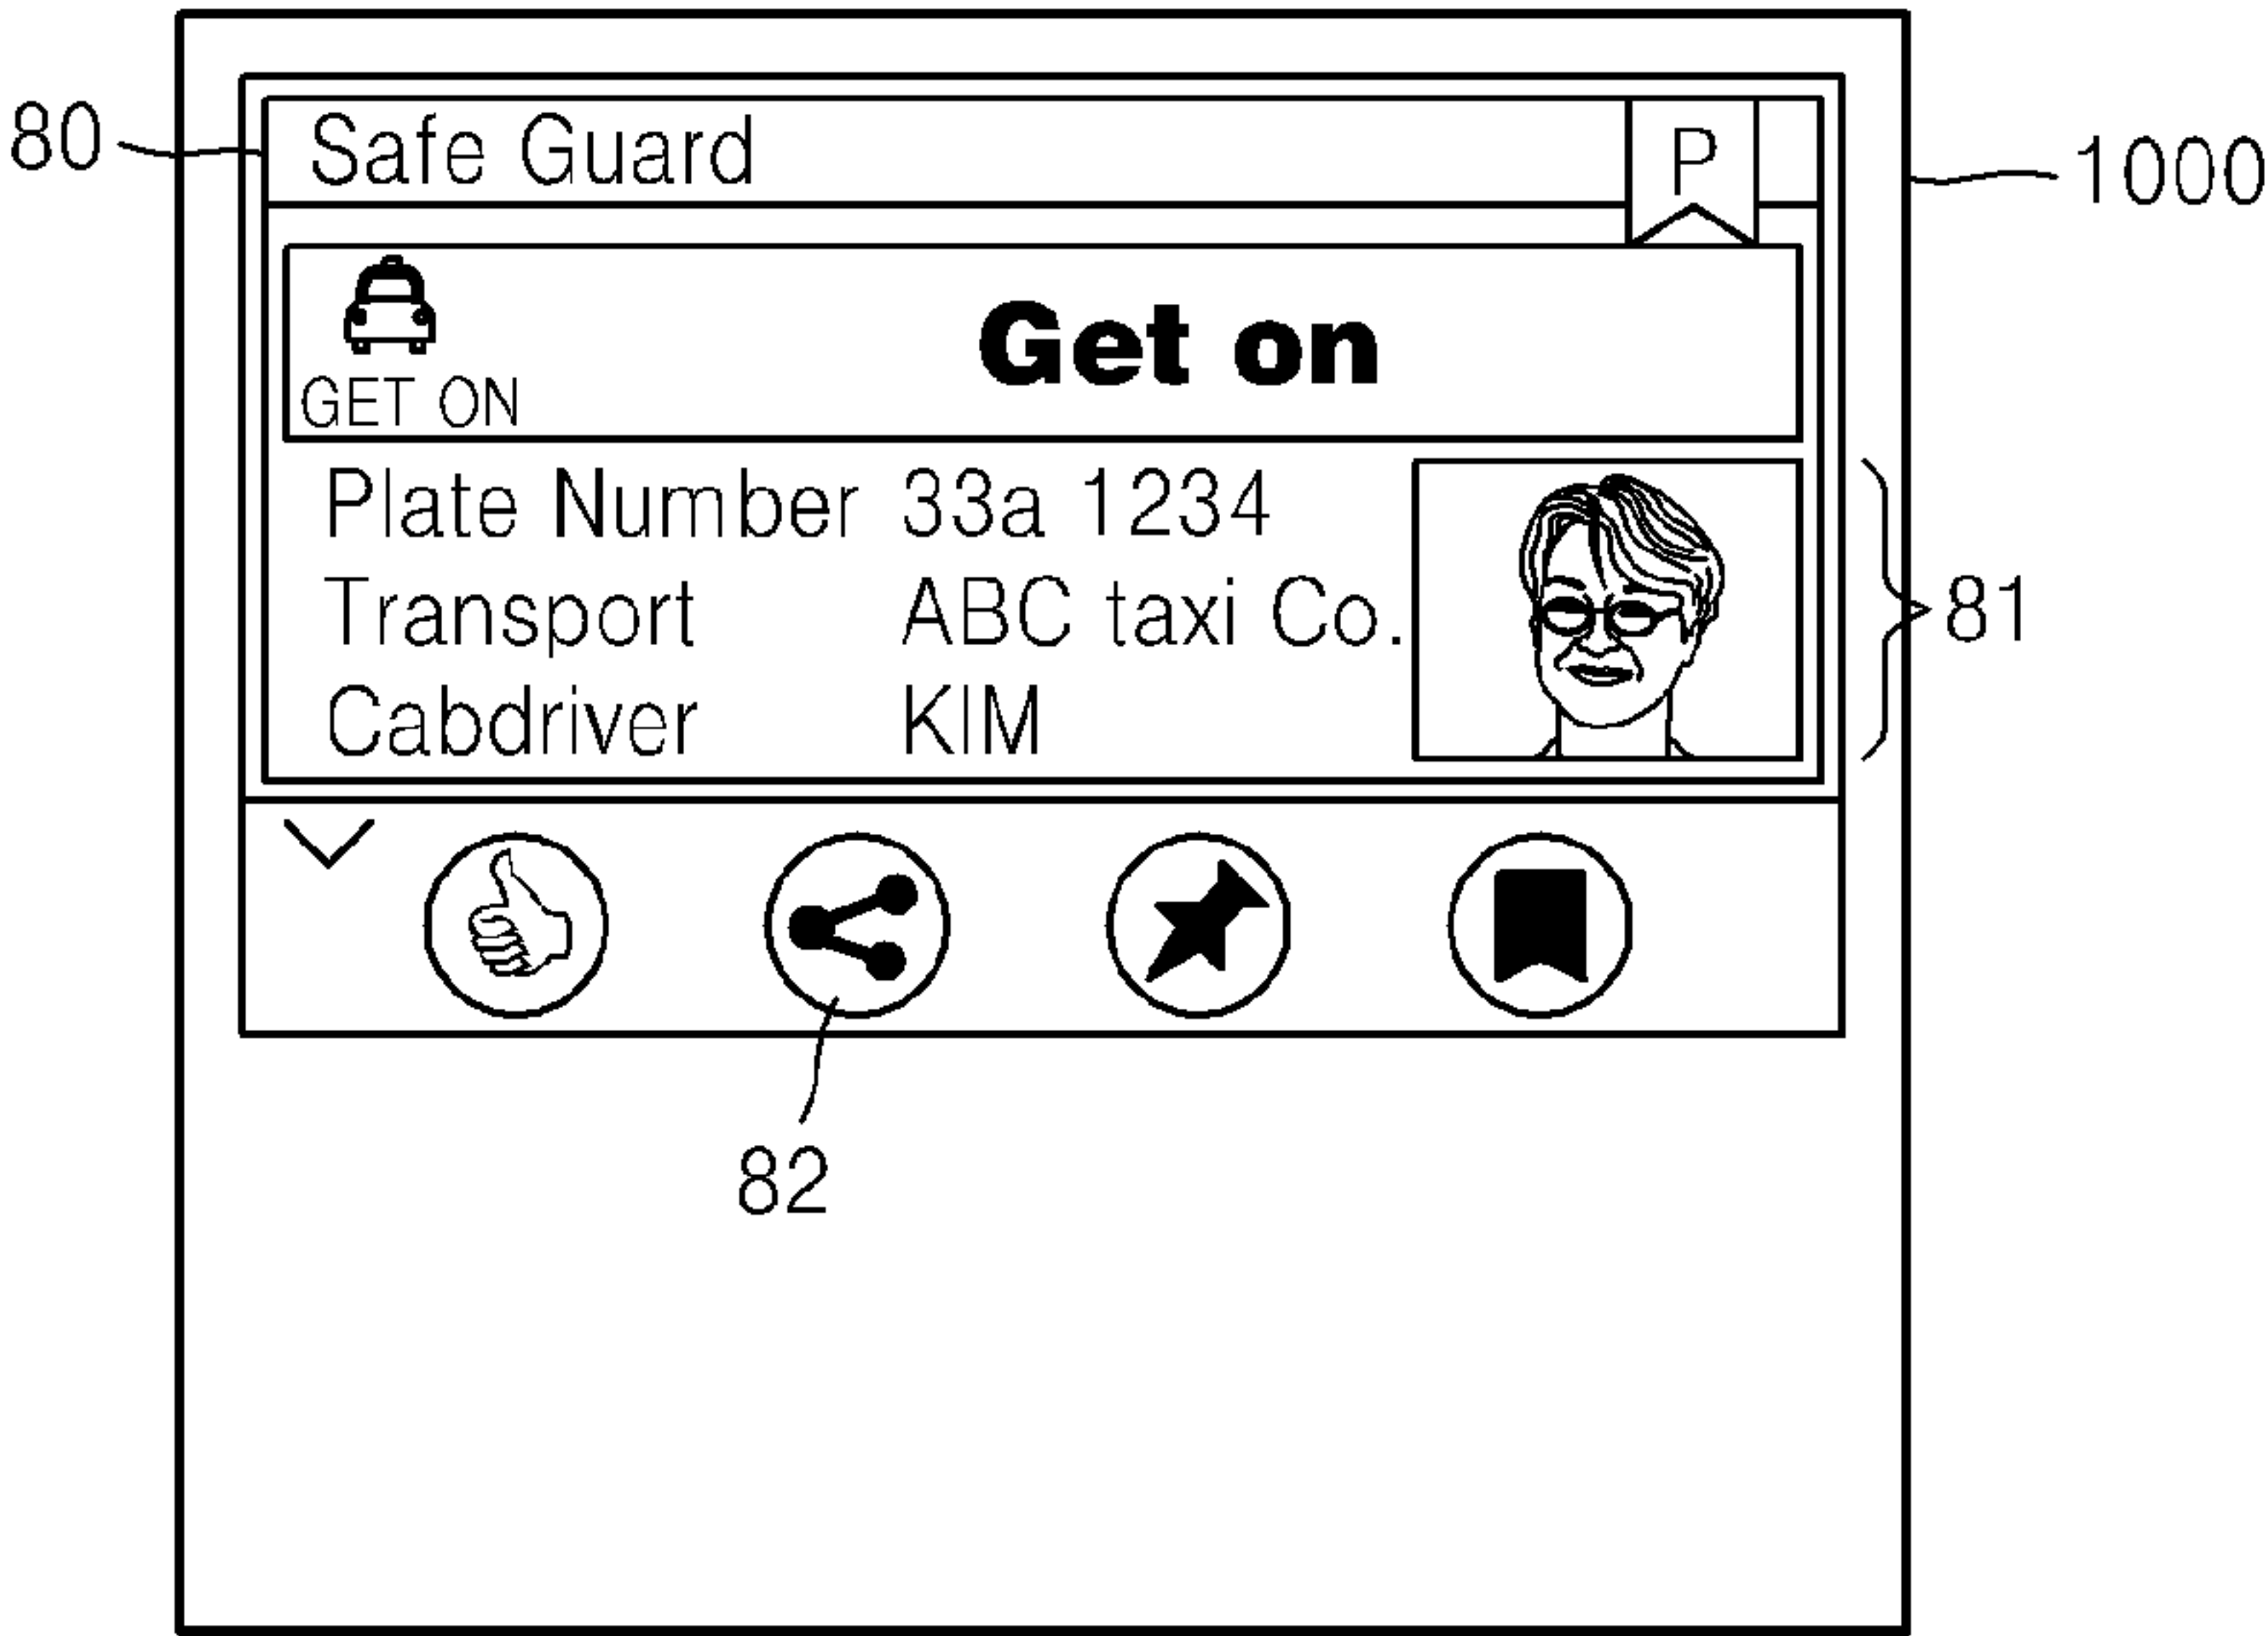 80
Safe Guard
P
1000
Get on
GET ON
Plate Number 33a 1234
Transport ABC taxi Co.
81
Cabdriver KIM
82